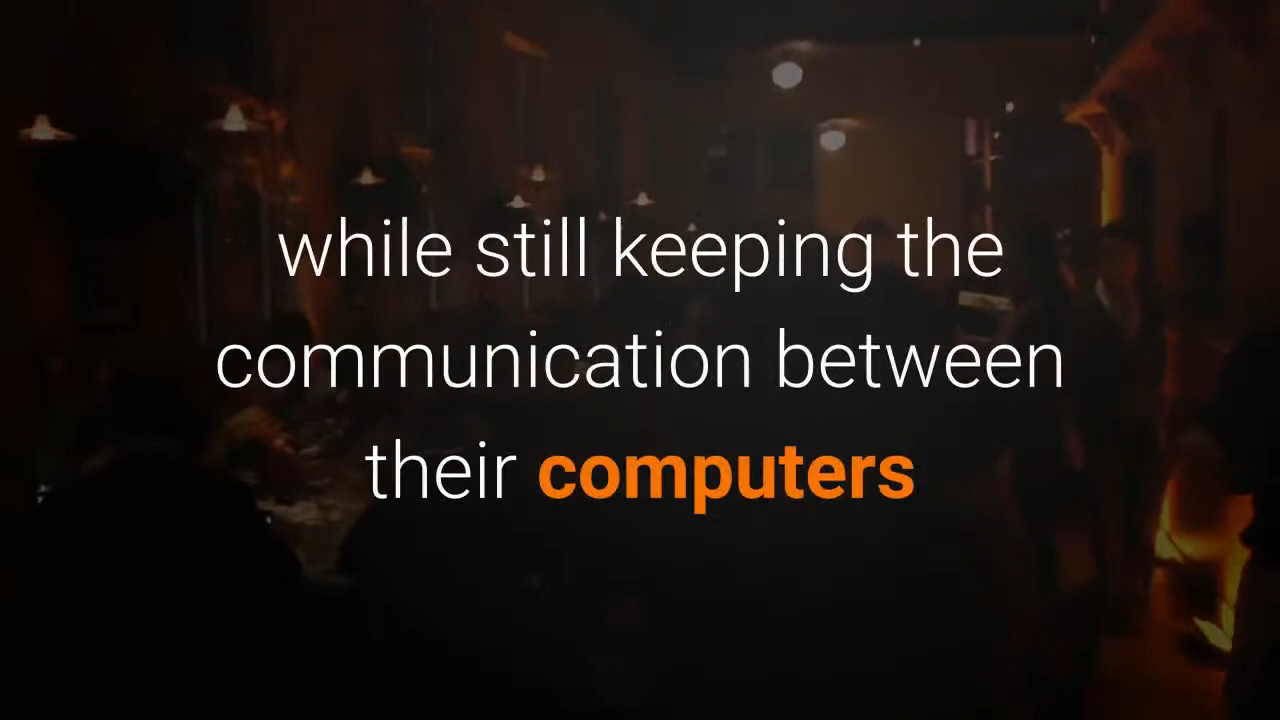 while still keeping the
communication between
their computers